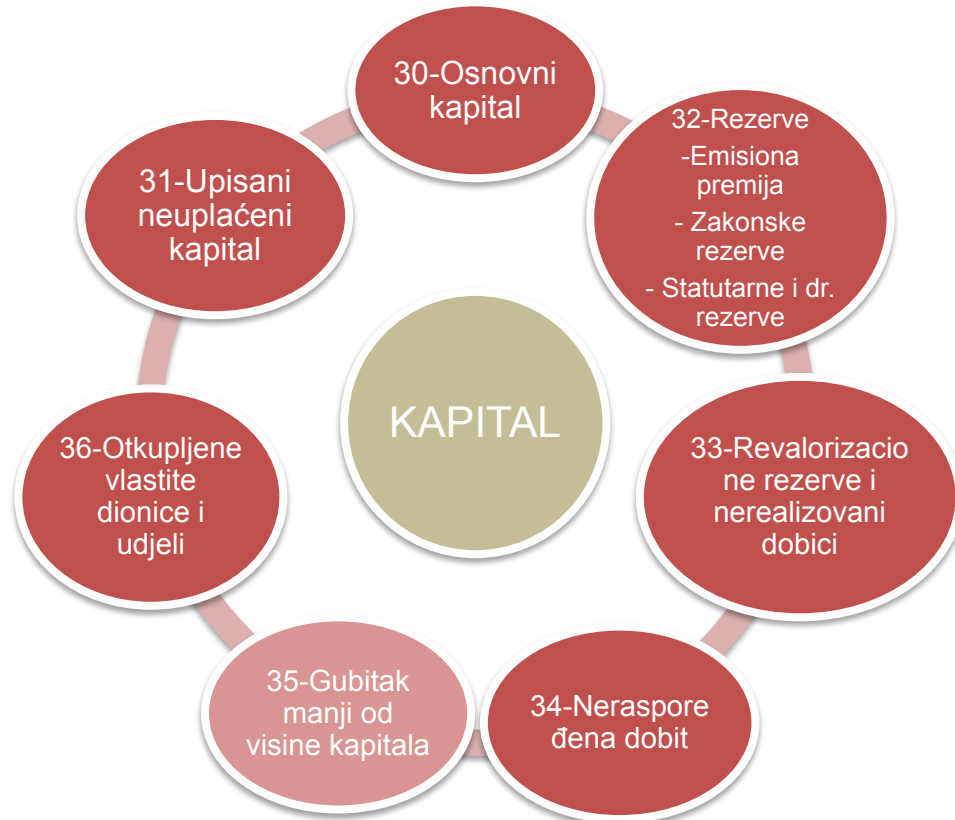 30-Osnovni
kapital
32-Rezerve
-Emisiona
premija
- Zakonske
rezerve
- Statutarne i dr.
rezerve
33-Revalorizacio
ne rezerve i
nerealizovani
dobici
34-Neraspore
đena dobit
35-Gubitak
manji od
visine kapitala
36-Otkupljene
vlastite
dionice i
udjeli
31-Upisani
neuplaćeni
kapital
KAPITAL